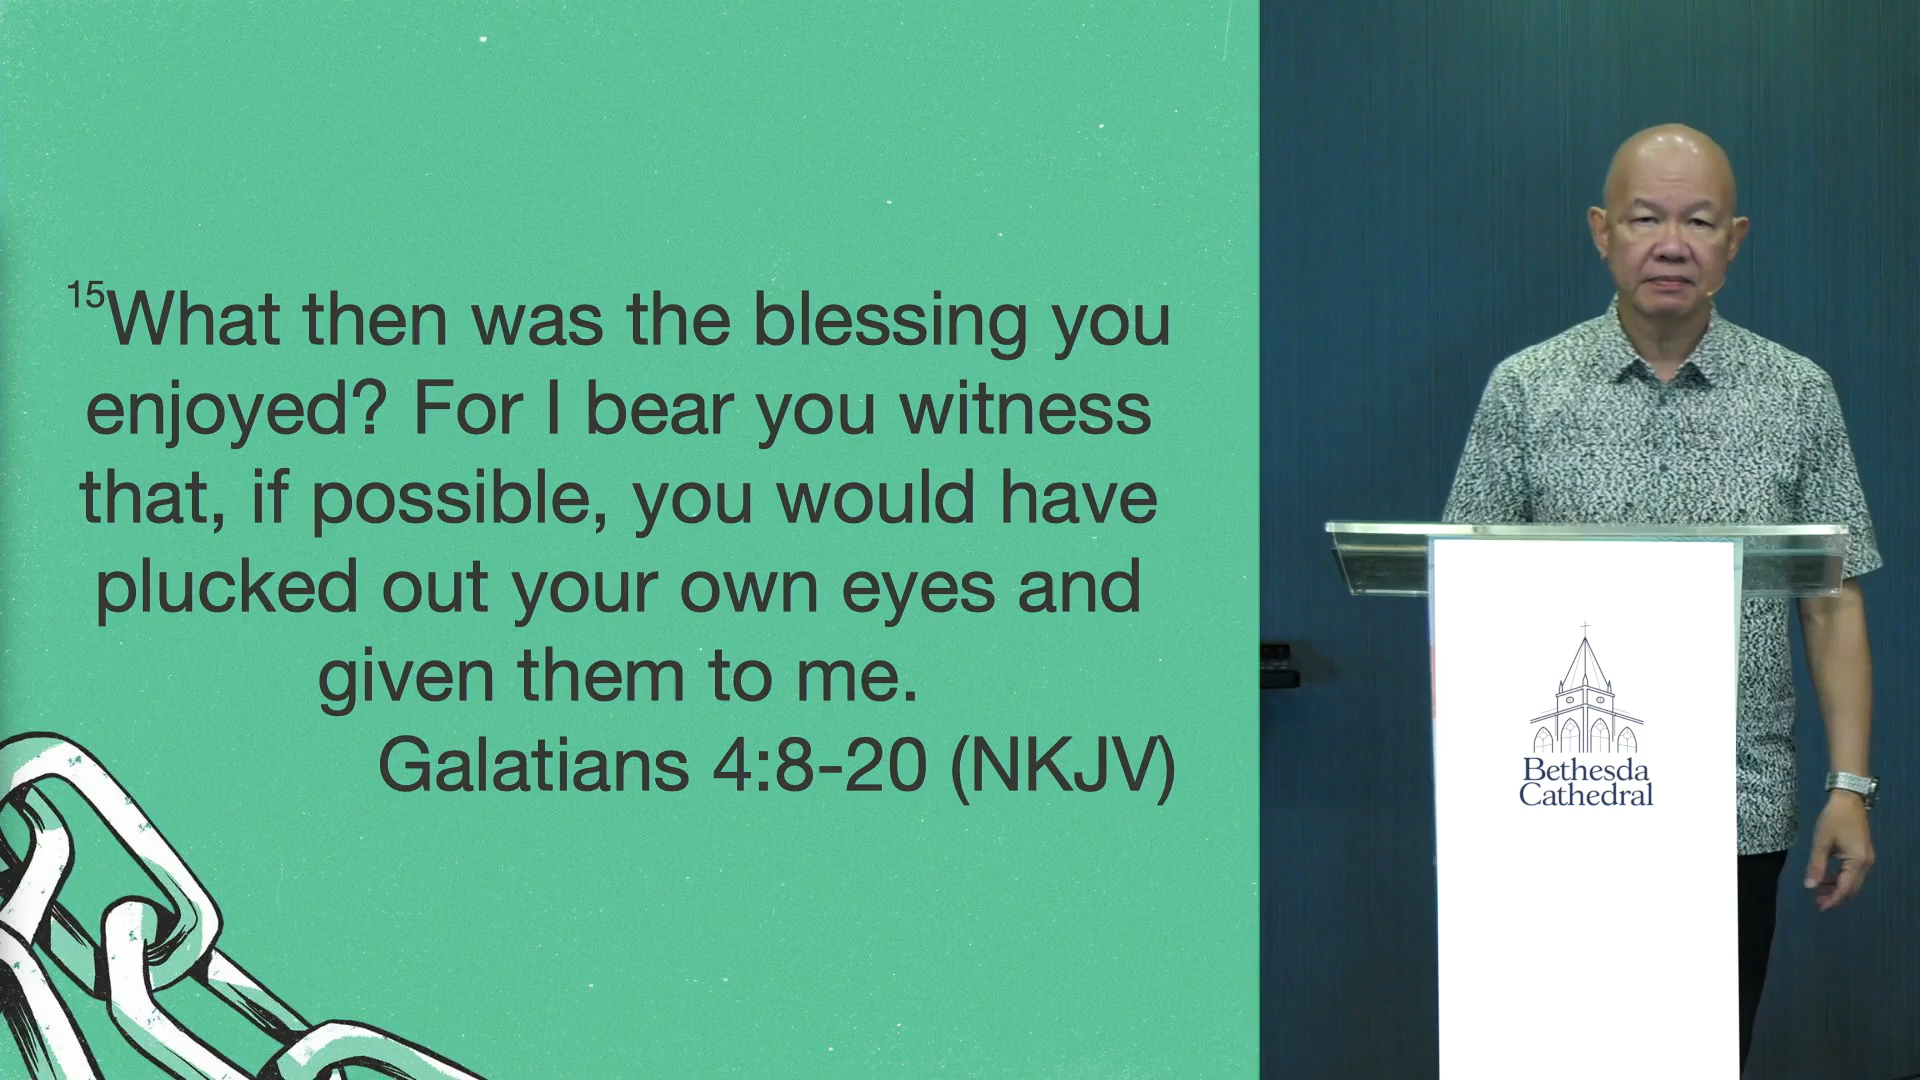 15What then was the blessing you
enjoyed? For I bear you witness
that, if possible, you would have
plucked out your own eyes and
given them to me.
Galatians 4:8-20 (NKJV)
Bethesda
Cathedral